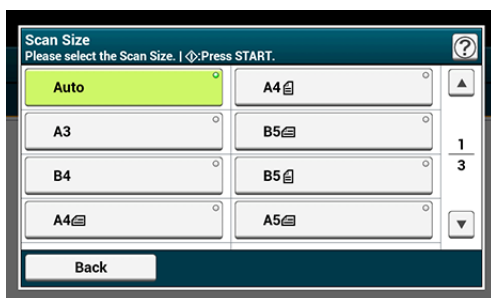 Scan Size
Please select the Scan Size. | :Press START.
?
Auto
A4
A3
B5
1
B4
B5
3
A4
A5
Back